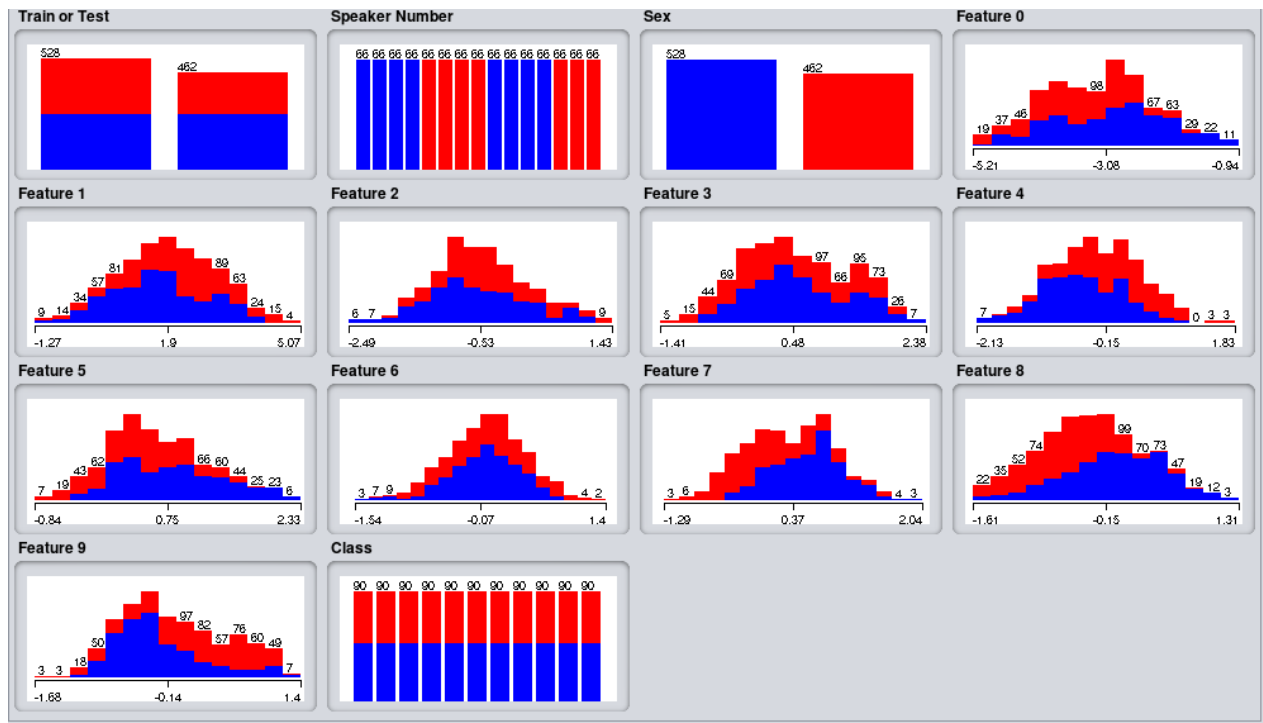 Train or Test
Speaker Number
Sex
Feature 0
528
462
66 66 66 66 66 66 66 66 66 66 66 66 66 66 66
528
462
19 37 46 98 67 63 29 22 11
-5.21 -3.08 -0.94
Feature 1
Feature 2
Feature 3
Feature 4
9 14 34 57 81 89 63 24 15 4
-1.27 1.9 5.07
6 7 9
-2.49 -0.53 1.43
5 15 44 69 97 66 95 73 26 7
-1.41 0.48 2.38
7 0 3 3
-2.13 -0.15 1.83
Feature 5
Feature 6
Feature 7
Feature 8
7 19 43 62 66 60 44 25 23 6
-0.84 0.75 2.33
3 7 9 4 2
-1.54 -0.07 1.4
3 6 4 3
-1.29 0.37 2.04
22 35 52 74 99 70 73 47 19 12 3
-1.61 -0.15 1.31
Feature 9
Class
3 3 18 50 97 82 57 76 60 49 7
-1.68 -0.14 1.4
90 90 90 90 90 90 90 90 90 90 90